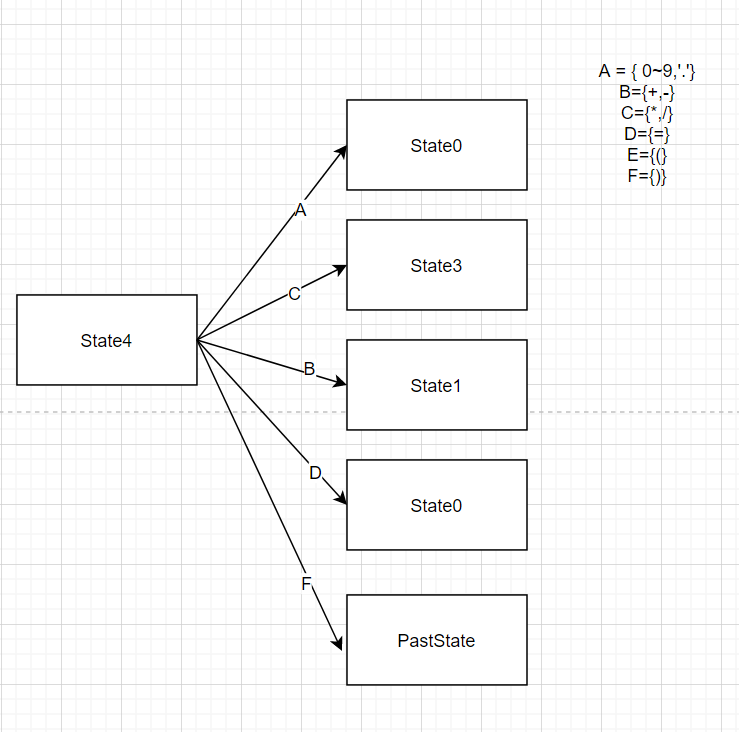 A = { 0~9,'.'}
B={+,-}
C={*,/}
D={=}
E={(}
F={)}
State0
A
State3
C
State4
B
State1
D
State0
F
PastState